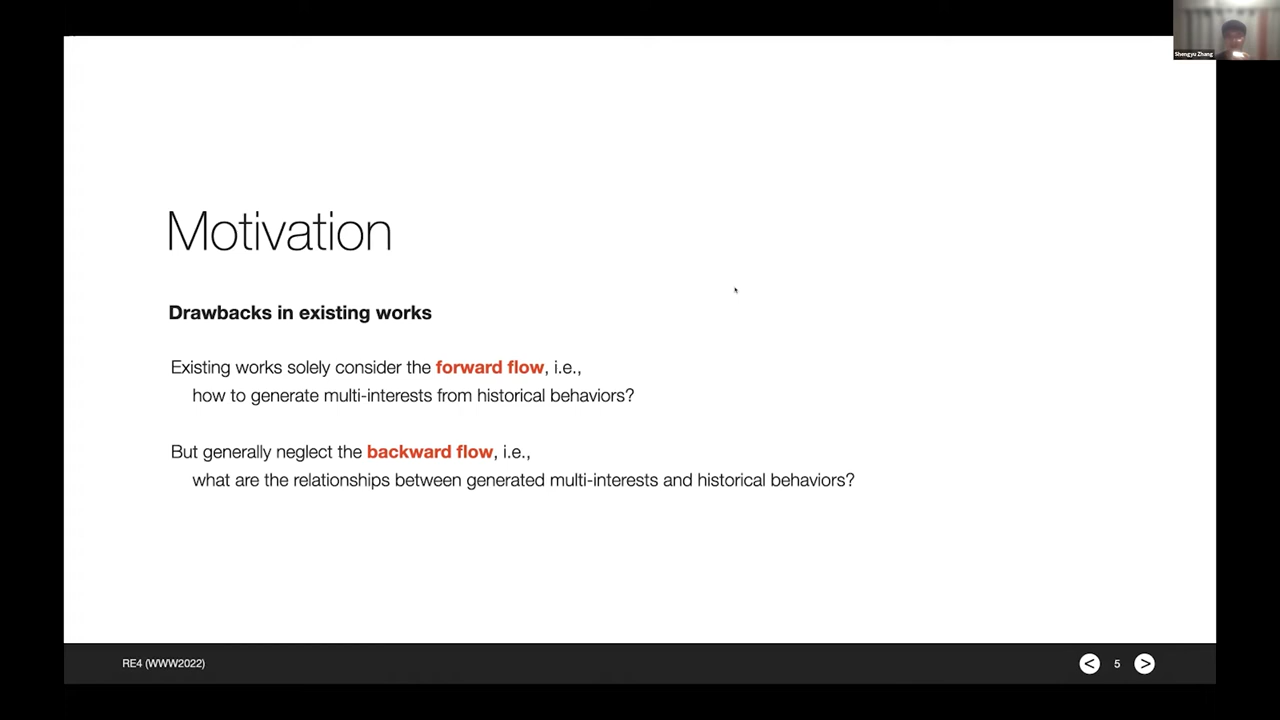 Shengyu Zhang
Motivation
Drawbacks in existing works
Existing works solely consider the forward flow, i.e.,
how to generate multi-interests from historical behaviors?
But generally neglect the backward flow, i.e.,
what are the relationships between generated multi-interests and historical behaviors?
RE4 (WWW2022)
< 5 >